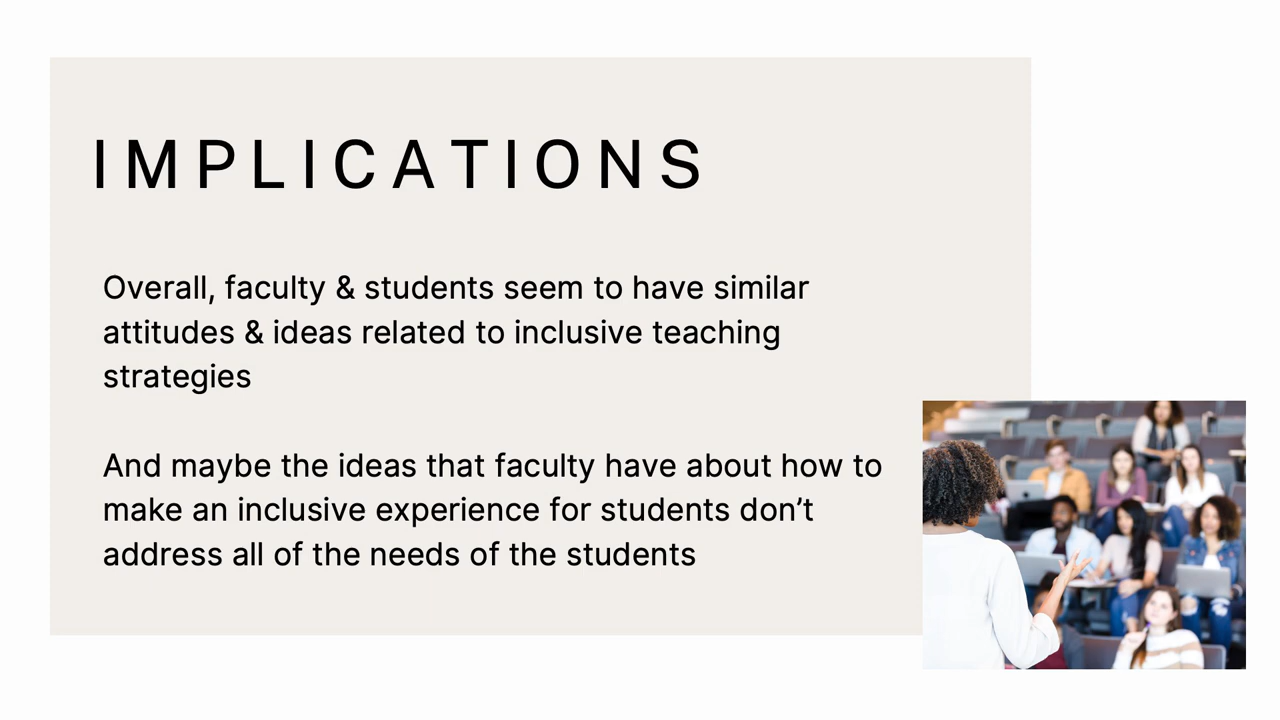 IMPLICATIONS
Overall, faculty & students seem to have similar
attitudes & ideas related to inclusive teaching
strategies
And maybe the ideas that faculty have about how to
make an inclusive experience for students don’t
address all of the needs of the students